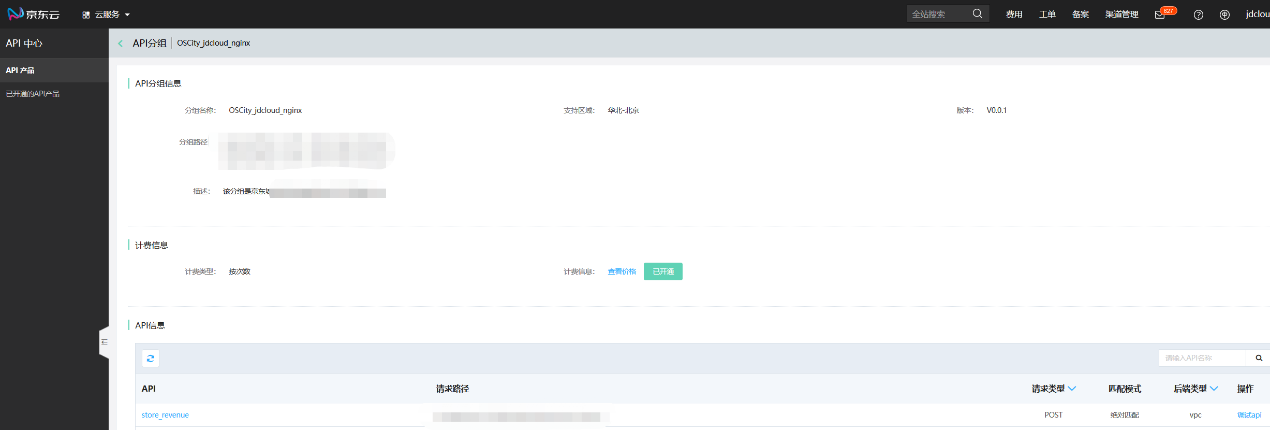 京东云 云服务 全站搜索 费用 工单 备案 渠道管理 827 jdclou
API 中心
API分组 OSCity_jdcloud_nginx
API 产品
已开通的API产品
API分组信息
分组名称: OSCity_jdcloud_nginx 支持区域: 华北-北京 版本: V0.0.1
分组路径:
描述: 该分组是京东
计费信息
计费类型: 按次数 计费信息: 查看价格 已开通
API信息
请输入API名称
API 请求路径 请求类型 匹配模式 后端类型 操作
store_revenue POST 绝对匹配 vpc 调试api